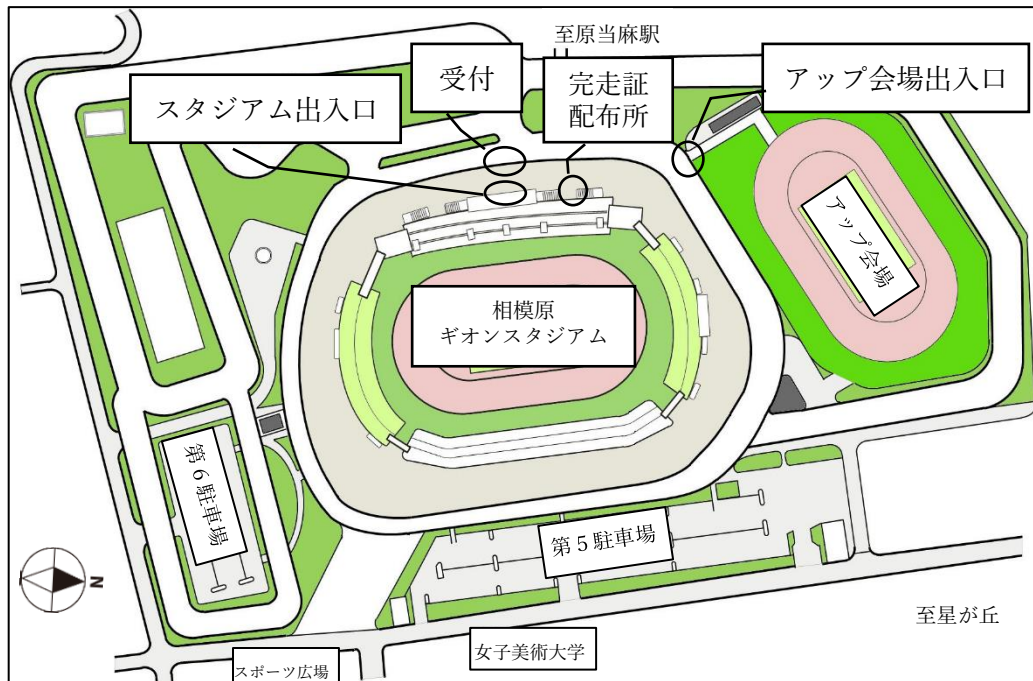 至原当麻駅
受付
完走証
配布所
アップ会場出入口
スタジアム出入口
アップ会場
相模原
ギオンスタジアム
第6駐車場
第5駐車場
N
至星が丘
女子美術大学
スポーツ広場